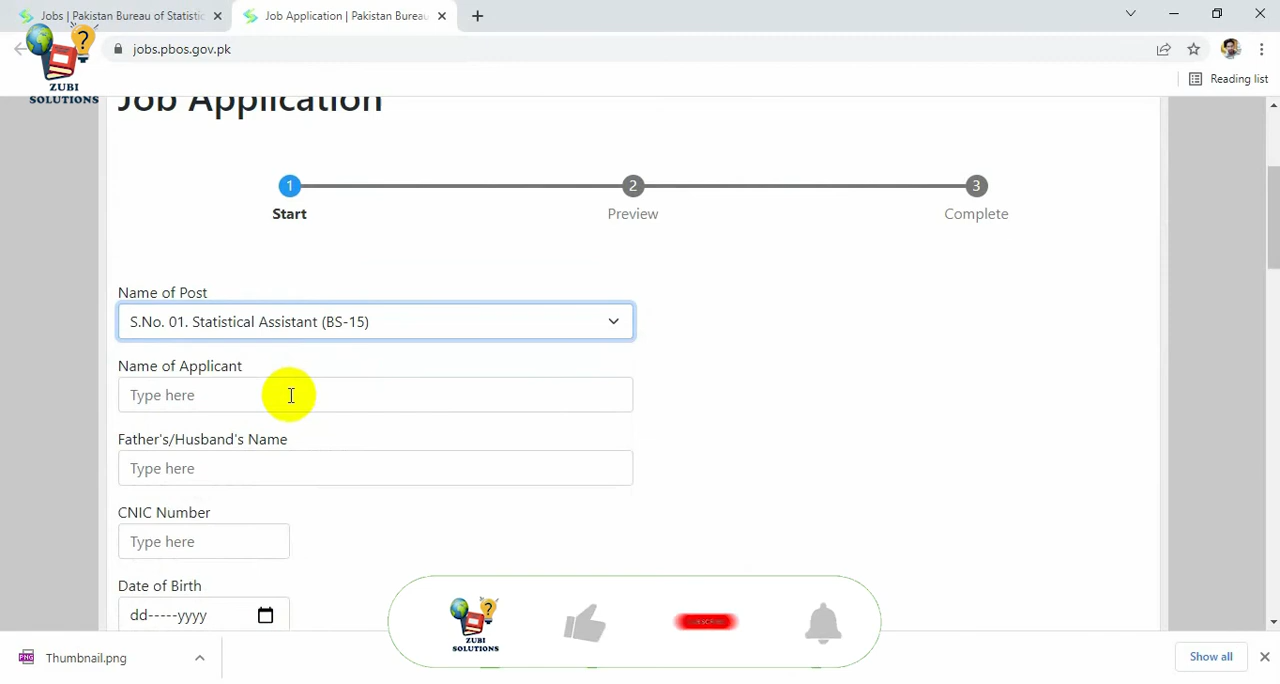 Jobs | Pakistan Bureau of Statistic
Job Application | Pakistan Bureau
jobs.pbos.gov.pk
Reading list
?
ZUBI
SOLUTIONS
Job Application
1
2
3
Start
Preview
Complete
Name of Post
S.No. 01. Statistical Assistant (BS-15)
Name of Applicant
Type here
Father's/Husband's Name
Type here
CNIC Number
Type here
Date of Birth
dd-----yyyy
?
ZUBI
SOLUTIONS
SUBSCRIBE
PNG
Thumbnail.png
Show all